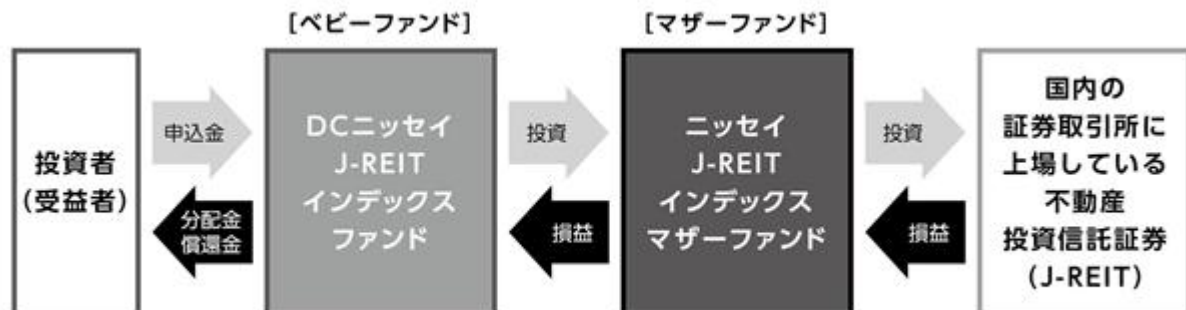 [ベビーファンド]
[マザーファンド]
投資者
(受益者)
申込金
分配金
償還金
DCニッセイ
J-REIT
インデックス
ファンド
投資
損益
ニッセイ
J-REIT
インデックス
マザーファンド
投資
損益
国内の
証券取引所に
上場している
不動産
投資信託証券
(J-REIT)